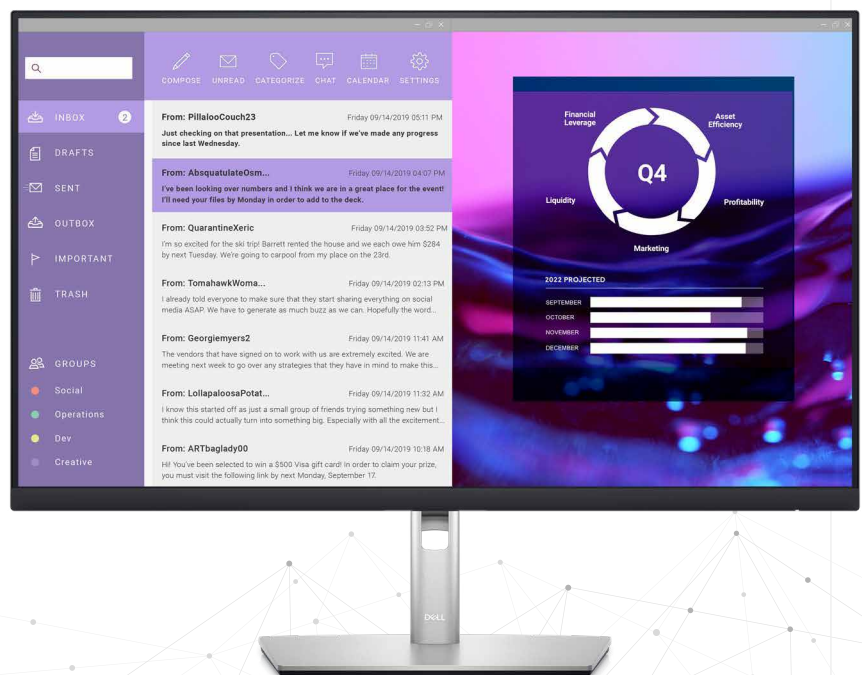 COMPOSE UNREAD CATEGORIZE CHAT CALENDAR SETTINGS
INBOX 2
DRAFTS
SENT
OUTBOX
IMPORTANT
TRASH
GROUPS
Social
Operations
Dev
Creative
From: PillalooCouch23 Friday 09/14/2019 05:11 PM
Just checking on that presentation... Let me know if we've made any progress
since last Wednesday.
From: AbsquatulateOsm... Friday 09/14/2019 04:07 PM
I've been looking over numbers and I think we are in a great place for the event!
I'll need your files by Monday in order to add to the deck.
From: QuarantineXeric Friday 09/14/2019 03:52 PM
I'm so excited for the ski trip! Barrett rented the house and we each owe him $284
by next Tuesday. We're going to carpool from my place on the 23rd.
From: TomahawkWoma... Friday 09/14/2019 02:13 PM
I already told everyone to make sure that they start sharing everything on social
media ASAP. We have to generate as much buzz as we can. Hopefully the word...
From: Georgiemyers2 Friday 09/14/2019 11:41 AM
The vendors that have signed on to work with us are extremely excited. We are
meeting next week to go over any strategies that they have in mind to make this...
From: LollapaloosaPotat... Friday 09/14/2019 11:32 AM
I know this started off as just a small group of friends trying something new but I
think this could actually turn into something big. Especially with all the excitement...
From: ARTbaglady00 Friday 09/14/2019 10:18 AM
Hi! You've been selected to win a $500 Visa gift card! In order to claim your prize,
you must visit the following link by next Monday, September 17.
Financial
Leverage
Asset
Efficiency
Q4
Liquidity
Profitability
Marketing
2022 PROJECTED
SEPTEMBER
OCTOBER
NOVEMBER
DECEMBER
DELL